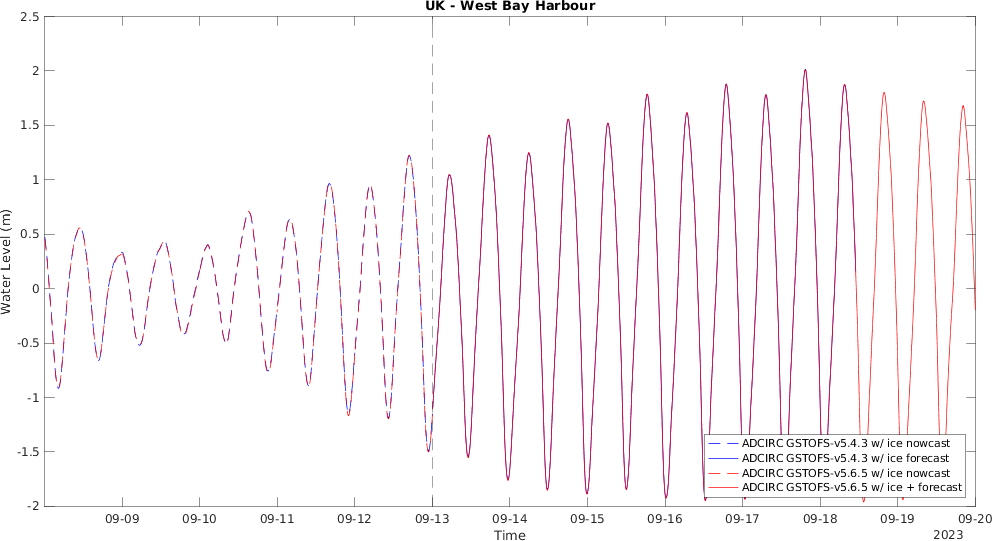 UK - West Bay Harbour
2.5
2
1.5
1
0.5
0
-0.5
-1
-1.5
-2
Water Level (m)
ADCIRC GSTOFS-v5.4.3 w/ ice nowcast
ADCIRC GSTOFS-v5.4.3 w/ ice forecast
ADCIRC GSTOFS-v5.6.5 w/ ice nowcast
ADCIRC GSTOFS-v5.6.5 w/ ice + forecast
09-09 09-10 09-11 09-12 09-13 09-14 09-15 09-16 09-17 09-18 09-19 09-20
Time
2023